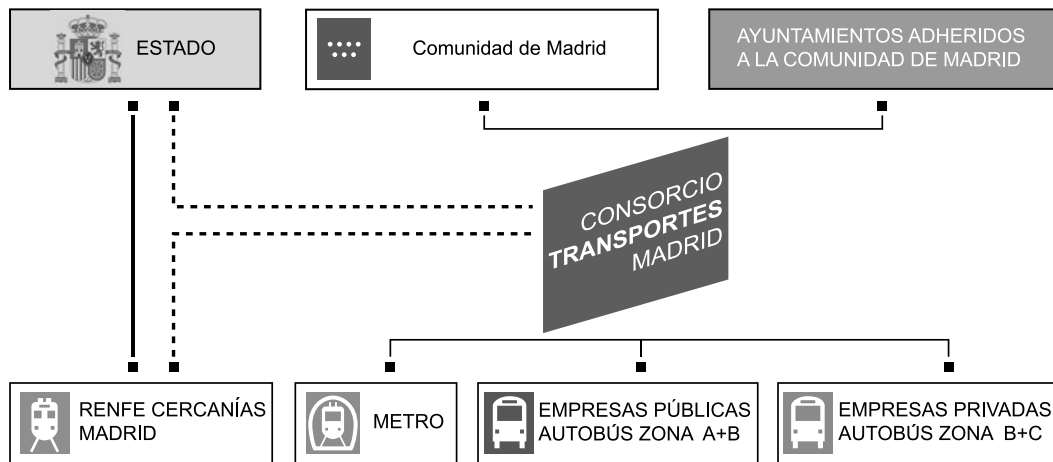 ESTADO
Comunidad de Madrid
AYUNTAMIENTOS ADHERIDOS
A LA COMUNIDAD DE MADRID
CONSORCIO
TRANSPORTES
MADRID
RENFE CERCANÍAS
MADRID
METRO
EMPRESAS PÚBLICAS
AUTOBÚS ZONA A+B
EMPRESAS PRIVADAS
AUTOBÚS ZONA B+C